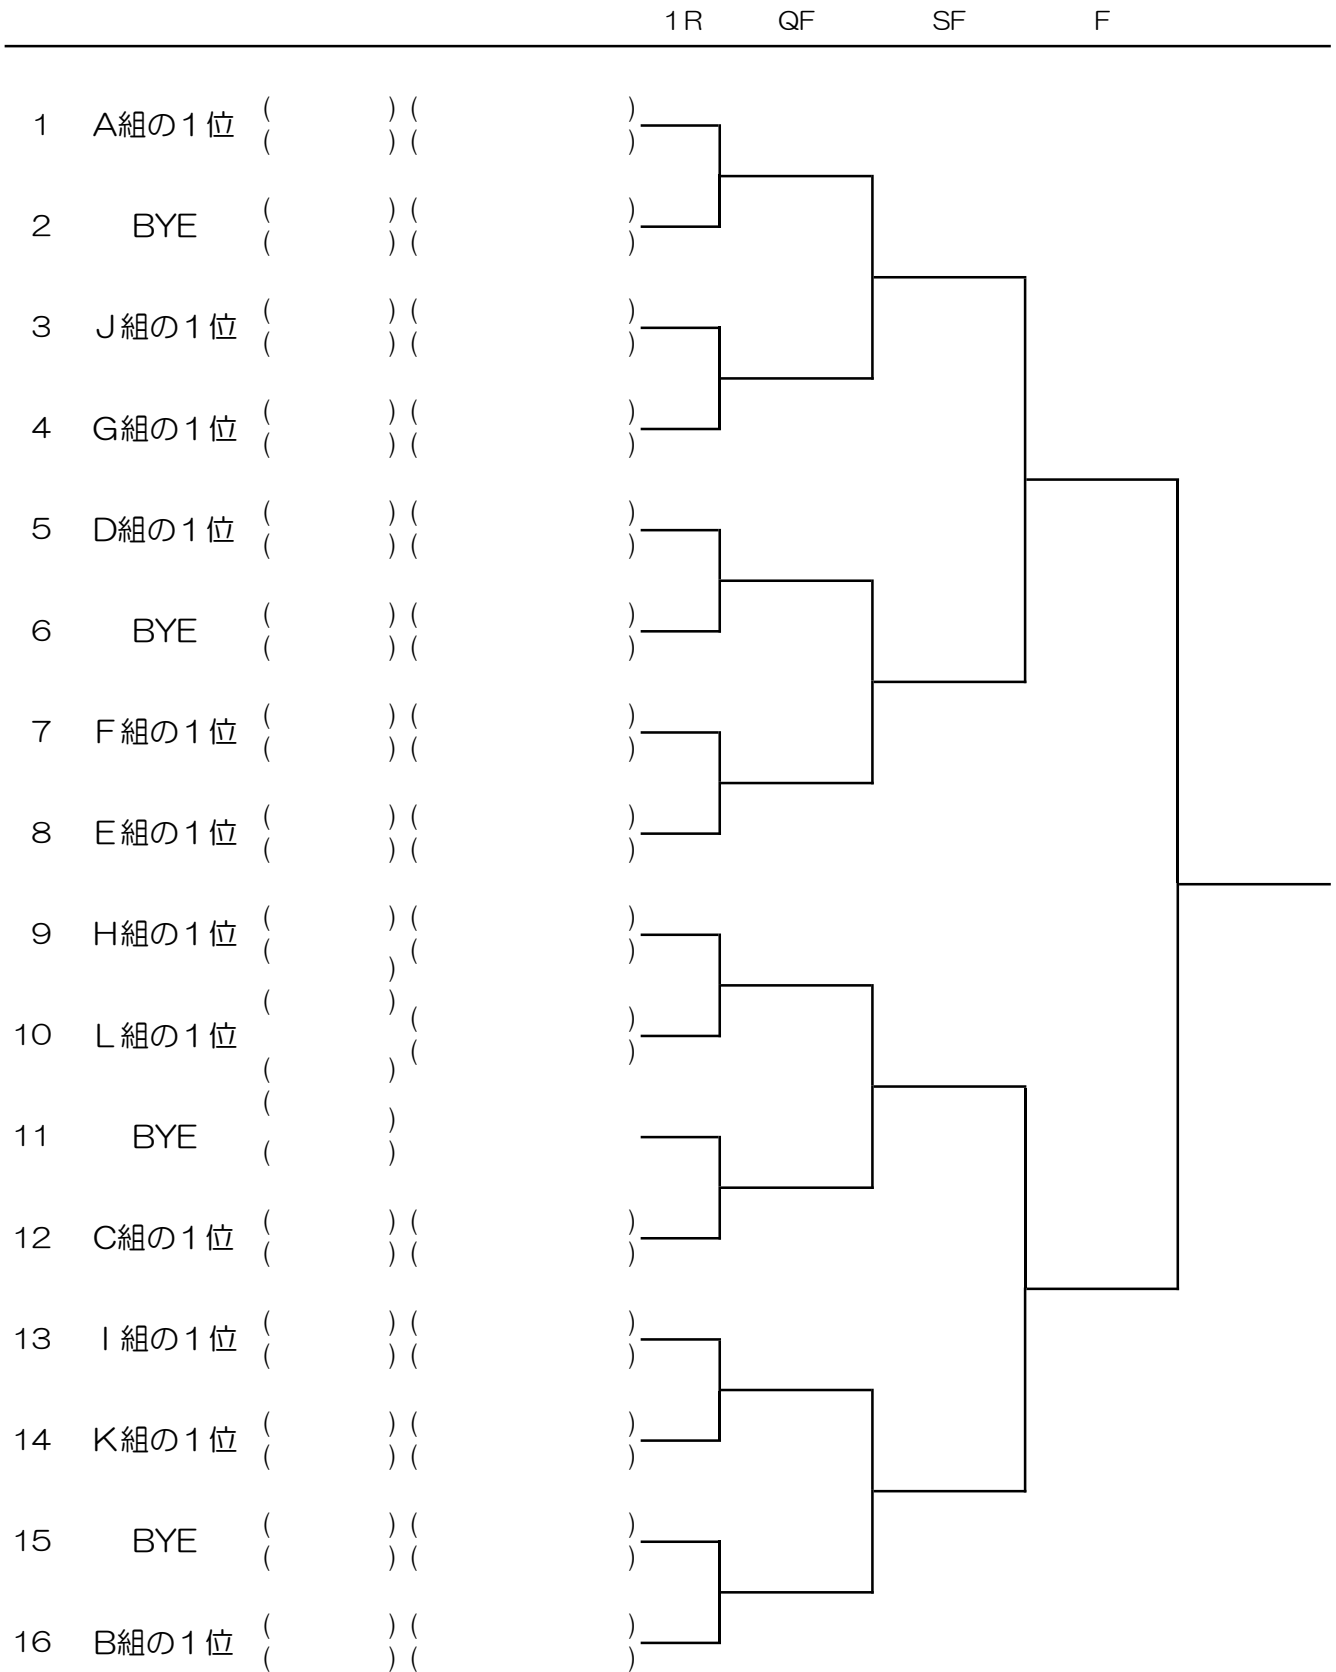 １R QF SF F
1 A組の１位 ( ) ( )
( ) ( )
2 BYE ( ) ( )
( ) ( )
3 J組の１位 ( ) ( )
( ) ( )
4 G組の１位 ( ) ( )
( ) ( )
5 D組の１位 ( ) ( )
( ) ( )
6 BYE ( ) ( )
( ) ( )
7 F組の１位 ( ) ( )
( ) ( )
8 E組の１位 ( ) ( )
( ) ( )
9 H組の１位 ( ) ( )
( ) ( )
10 L組の１位 ( ) ( )
( ) ( )
11 BYE ( )
( )
12 C組の１位 ( ) ( )
( ) ( )
13 I組の１位 ( ) ( )
( ) ( )
14 K組の１位 ( ) ( )
( ) ( )
15 BYE ( ) ( )
( ) ( )
16 B組の１位 ( ) ( )
( ) ( )